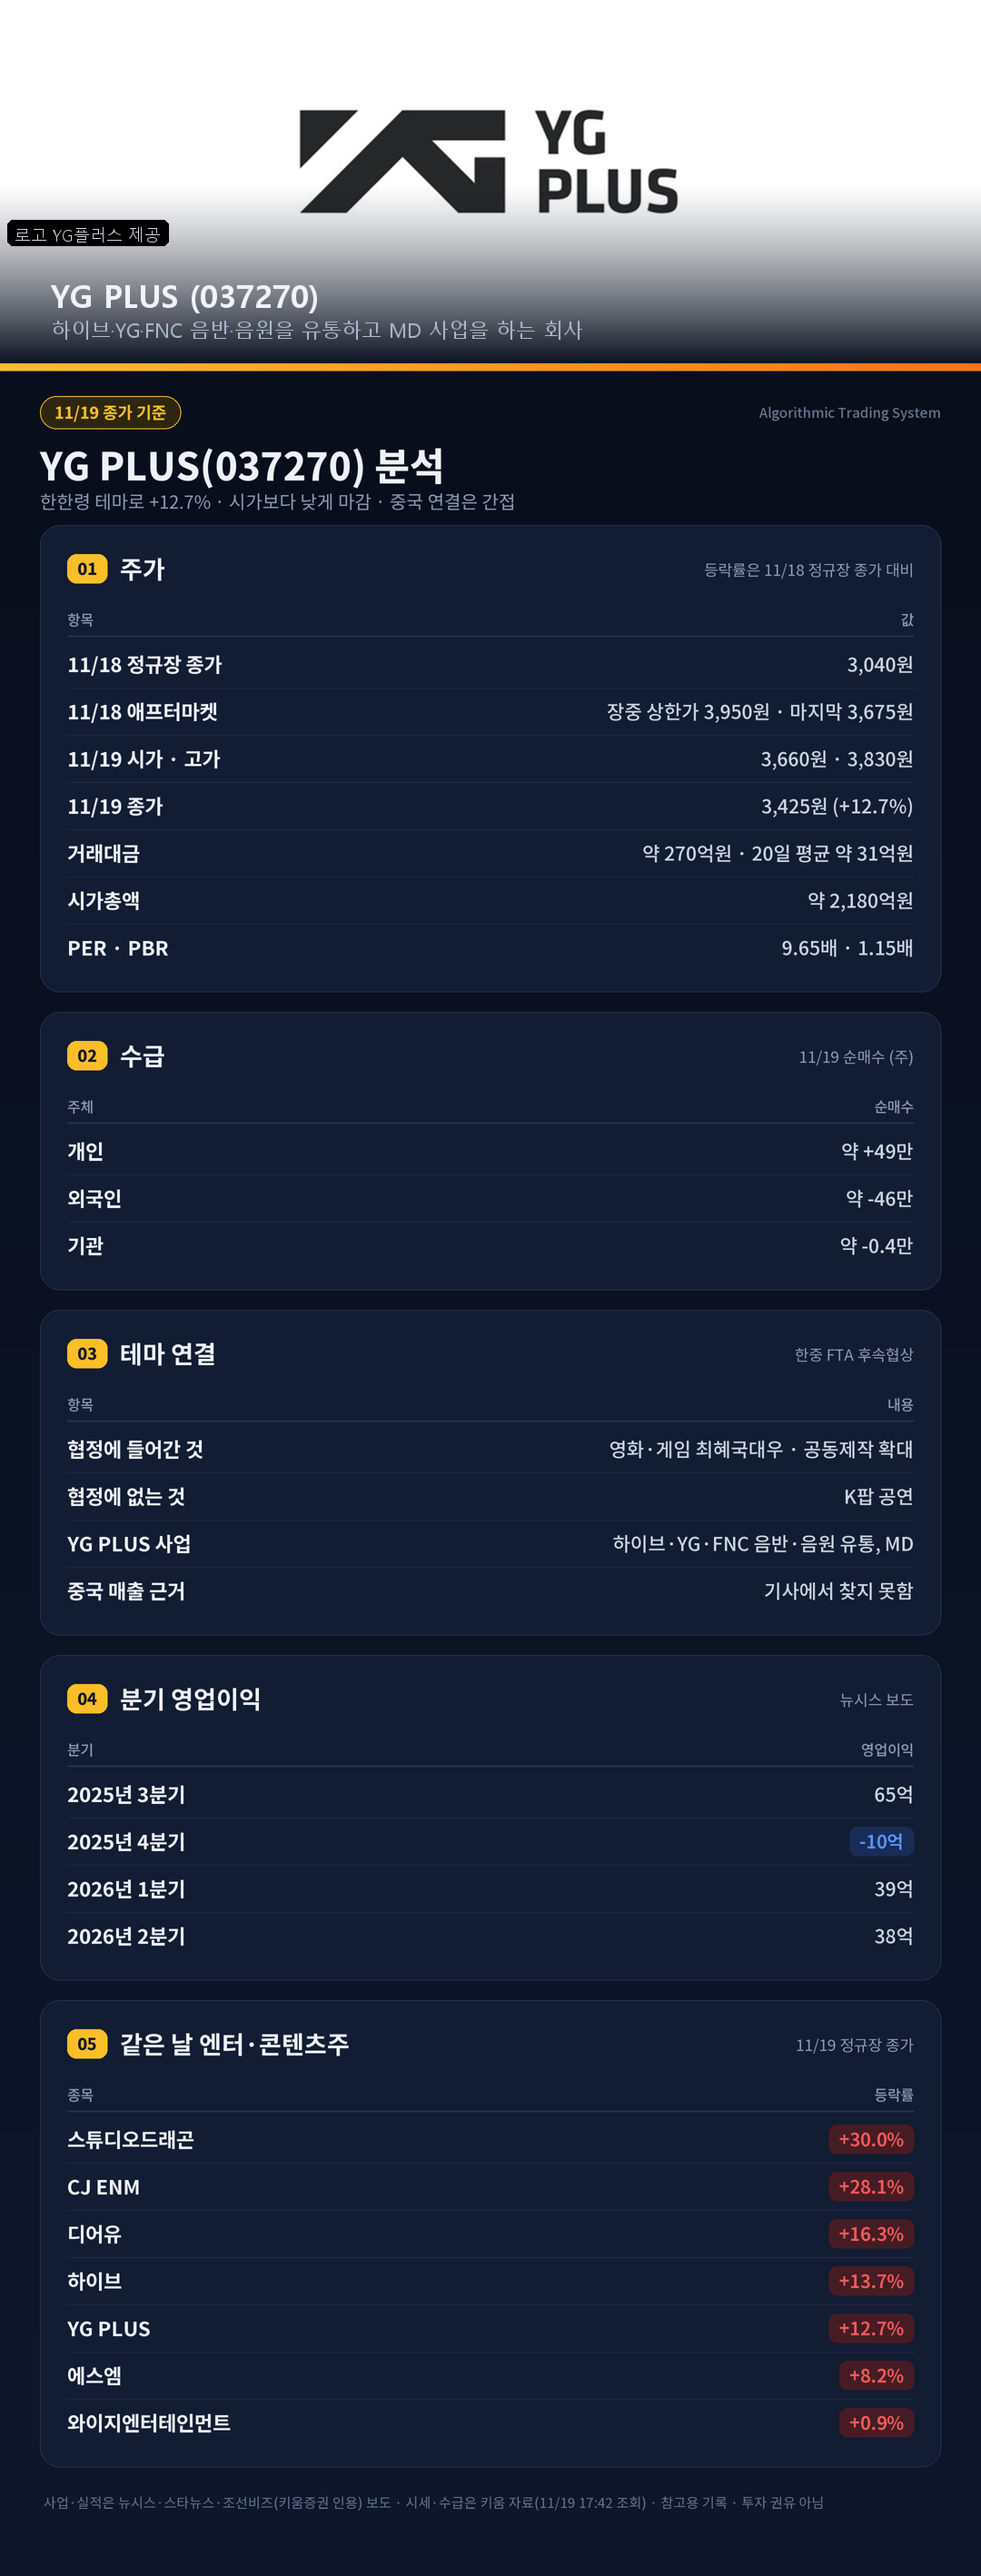 YG
PLUS
로고 YG플러스 제공
YG PLUS (037270)
하이브·YG·FNC 음반·음원을 유통하고 MD 사업을 하는 회사
11/19 종가 기준
Algorithmic Trading System
YG PLUS(037270) 분석
한한령 테마로 +12.7% · 시가보다 낮게 마감 · 중국 연결은 간접
01 주가
등락률은 11/18 정규장 종가 대비
항목 값
11/18 정규장 종가 3,040원
11/18 애프터마켓 장중 상한가 3,950원 · 마지막 3,675원
11/19 시가 · 고가 3,660원 · 3,830원
11/19 종가 3,425원 (+12.7%)
거래대금 약 270억원 · 20일 평균 약 31억원
시가총액 약 2,180억원
PER · PBR 9.65배 · 1.15배
02 수급
11/19 순매수 (주)
주체 순매수
개인 약 +49만
외국인 약 -46만
기관 약 -0.4만
03 테마 연결
한중 FTA 후속협상
항목 내용
협정에 들어간 것 영화·게임 최혜국대우 · 공동제작 확대
협정에 없는 것 K팝 공연
YG PLUS 사업 하이브·YG·FNC 음반·음원 유통, MD
중국 매출 근거 기사에서 찾지 못함
04 분기 영업이익
뉴시스 보도
분기 영업이익
2025년 3분기 65억
2025년 4분기 -10억
2026년 1분기 39억
2026년 2분기 38억
05 같은 날 엔터·콘텐츠주
11/19 정규장 종가
종목 등락률
스튜디오드래곤 +30.0%
CJ ENM +28.1%
디어유 +16.3%
하이브 +13.7%
YG PLUS +12.7%
에스엠 +8.2%
와이지엔터테인먼트 +0.9%
사업·실적은 뉴시스·스타뉴스·조선비즈(키움증권 인용) 보도 · 시세·수급은 키움 자료(11/19 17:42 조회) · 참고용 기록 · 투자 권유 아님